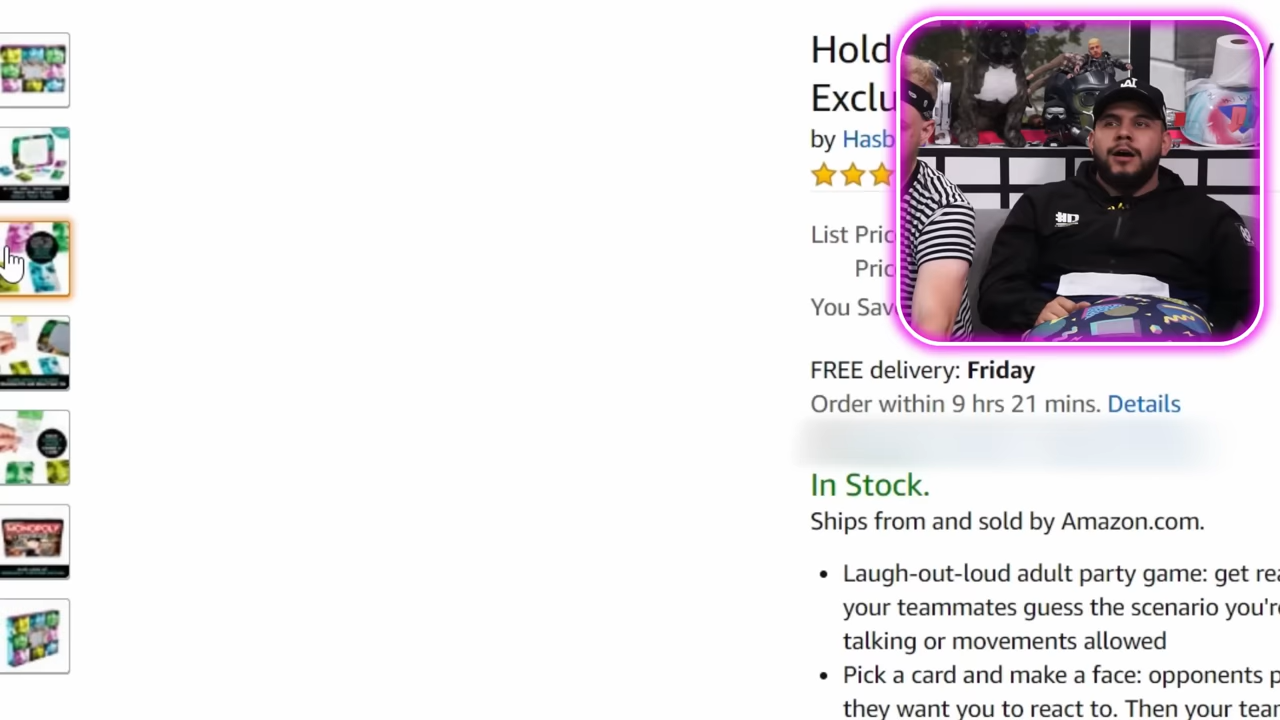 Hold
Exclu
by Hasb
List Pric
Pric
You Sav
FREE delivery: Friday
Order within 9 hrs 21 mins. Details
In Stock.
Ships from and sold by Amazon.com.
MONOPOLY
Laugh-out-loud adult party game: get rea
your teammates guess the scenario you're
talking or movements allowed
Pick a card and make a face: opponents p
they want you to react to. Then your tear